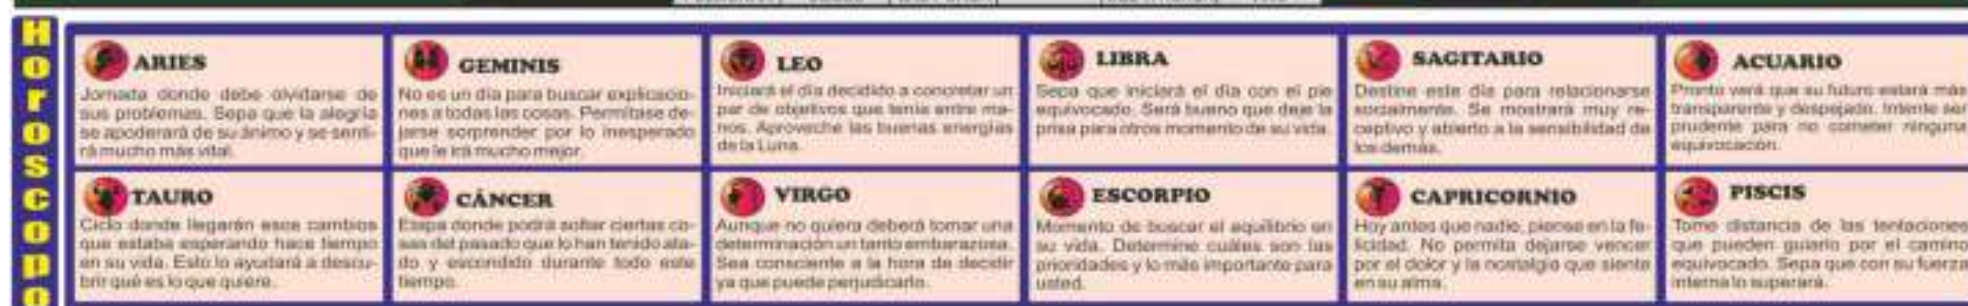 Horóscopo
ARIES
Jornada donde debe olvidarse de
sus problemas. Sepa que la alegría
se apoderará de su ánimo y se senti-
rá mucho más vital.
GEMINIS
No es un día para buscar explicacio-
nes a todas las cosas. Permítase de-
jarse sorprender por lo inesperado
que le irá mucho mejor.
LEO
Iniciará el día decidido a concretar un
par de objetivos que tenía entre ma-
nos. Aproveche las buenas energías
de la Luna.
LIBRA
Sepa que iniciará el día con el pie
equivocado. Será bueno que deje la
prisa para otros momento de su vida.
SAGITARIO
Destine este día para relacionarse
socialmente. Se mostrará muy re-
ceptivo y abierto a la sensibilidad de
los demás.
ACUARIO
Pronto verá que su futuro estará más
transparente y despejado. Intente ser
prudente para no cometer ninguna
equivocación.
TAURO
Ciclo donde llegarán esos cambios
que estaba esperando hace tiempo
en su vida. Esto lo ayudará a descu-
brir qué es lo que quiere.
CÁNCER
Etapa donde podrá soltar ciertas co-
sas del pasado que lo han tenido ata-
do y escondido durante todo este
tiempo.
VIRGO
Aunque no quiera deberá tomar una
determinación un tanto embarazosa.
Sea consciente a la hora de decidir
ya que puede perjudicarlo.
ESCORPIO
Momento de buscar el equilibrio en
su vida. Determine cuáles son las
prioridades y lo más importante para
usted.
CAPRICORNIO
Hoy antes que nadie, piense en la fe-
licidad. No permita dejarse vencer
por el dolor y la nostalgia que siente
en su alma.
PISCIS
Tome distancia de las tentaciones
que pueden guiarlo por el camino
equivocado. Sepa que con su fuerza
interna lo superará.